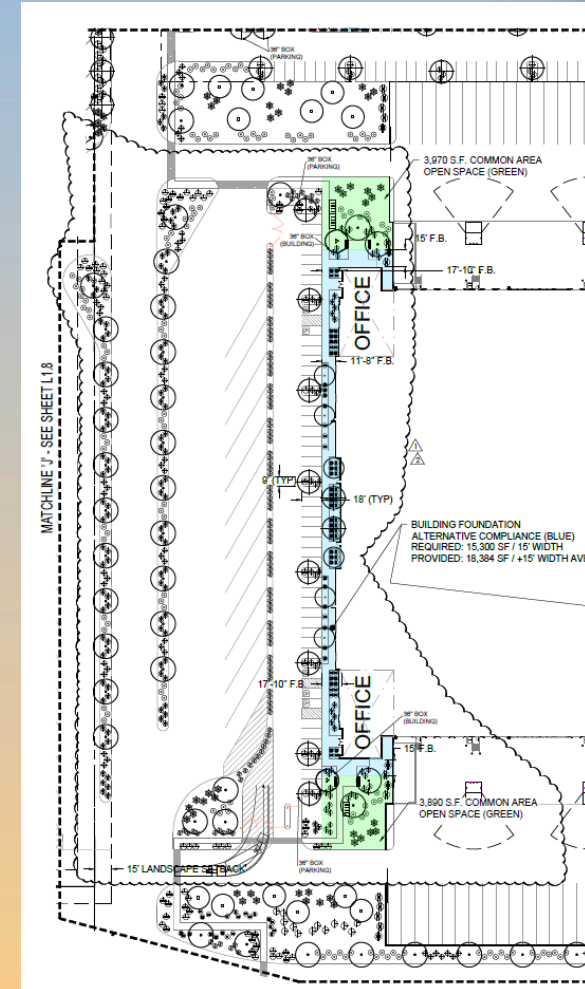 36" BOX
(PARKING)
36" BOX
(PARKING)
3,970 S.F. COMMON AREA
OPEN SPACE (GREEN)
36" BOX
(BUILDING)
15' F.B.
17'-10" F.B.
OFFICE
11'-8" F.B.
MATCHLINE 'J' - SEE SHEET L1.8
1
2
9' (TYP)
18' (TYP)
BUILDING FOUNDATION
ALTERNATIVE COMPLIANCE (BLUE)
REQUIRED: 15,300 SF / 15' WIDTH
PROVIDED: 18,384 SF / +15' WIDTH
17'-10" F.B.
OFFICE
36" BOX
(BUILDING)
15' F.B.
3,890 S.F. COMMON AREA
OPEN SPACE (GREEN)
15' LANDSCAPE SETBACK
36" BOX
(PARKING)